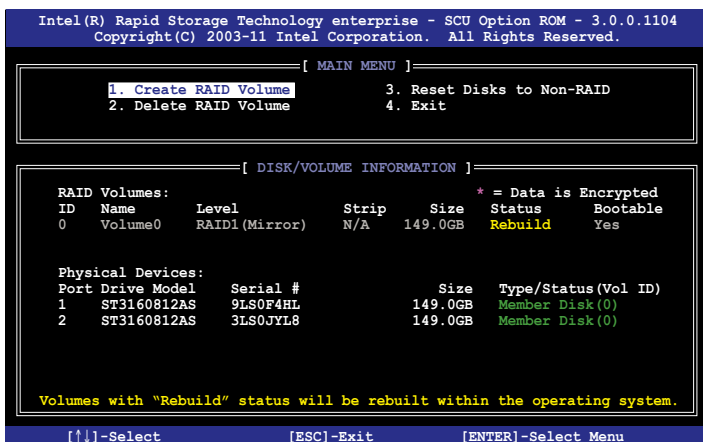 Intel(R) Rapid Storage Technology enterprise - SCU Option ROM - 3.0.0.1104
Copyright(C) 2003-11 Intel Corporation. All Rights Reserved.
[ MAIN MENU ]
1. Create RAID Volume 3. Reset Disks to Non-RAID
2. Delete RAID Volume 4. Exit
[ DISK/VOLUME INFORMATION ]
RAID Volumes: * = Data is Encrypted
ID Name Level Strip Size Status Bootable
0 Volume0 RAID1(Mirror) N/A 149.0GB Rebuild Yes
Physical Devices:
Port Drive Model Serial # Size Type/Status(Vol ID)
1 ST3160812AS 9LS0F4HL 149.0GB Member Disk(0)
2 ST3160812AS 3LS0JYL8 149.0GB Member Disk(0)
Volumes with “Rebuild” status will be rebuilt within the operating system.
[↑↓]-Select [ESC]-Exit [ENTER]-Select Menu